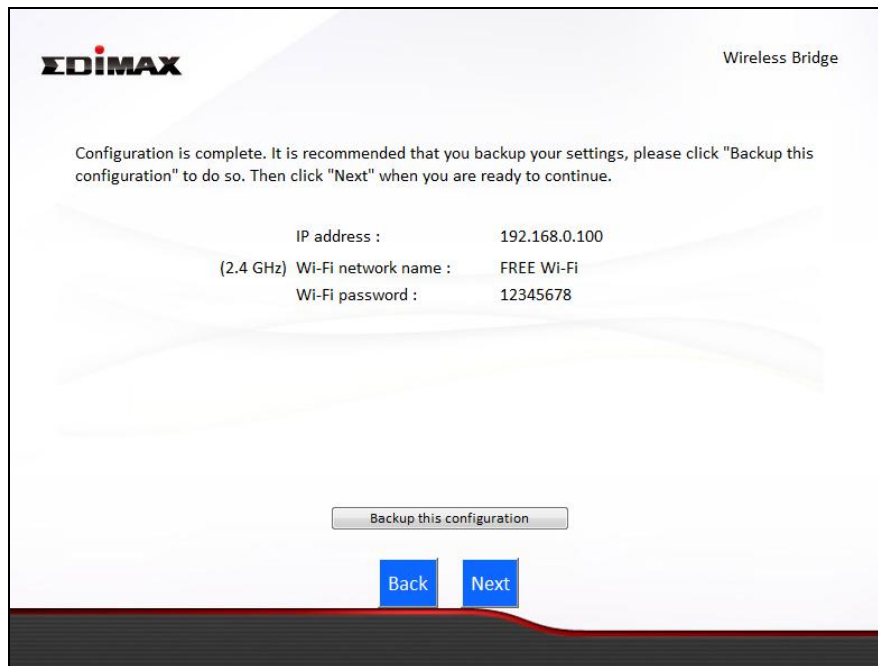 EDIMAX
Wireless Bridge
Configuration is complete. It is recommended that you backup your settings, please click "Backup this
configuration" to do so. Then click "Next" when you are ready to continue.
IP address : 192.168.0.100
(2.4 GHz) Wi-Fi network name : FREE Wi-Fi
Wi-Fi password : 12345678
Backup this configuration
Back Next